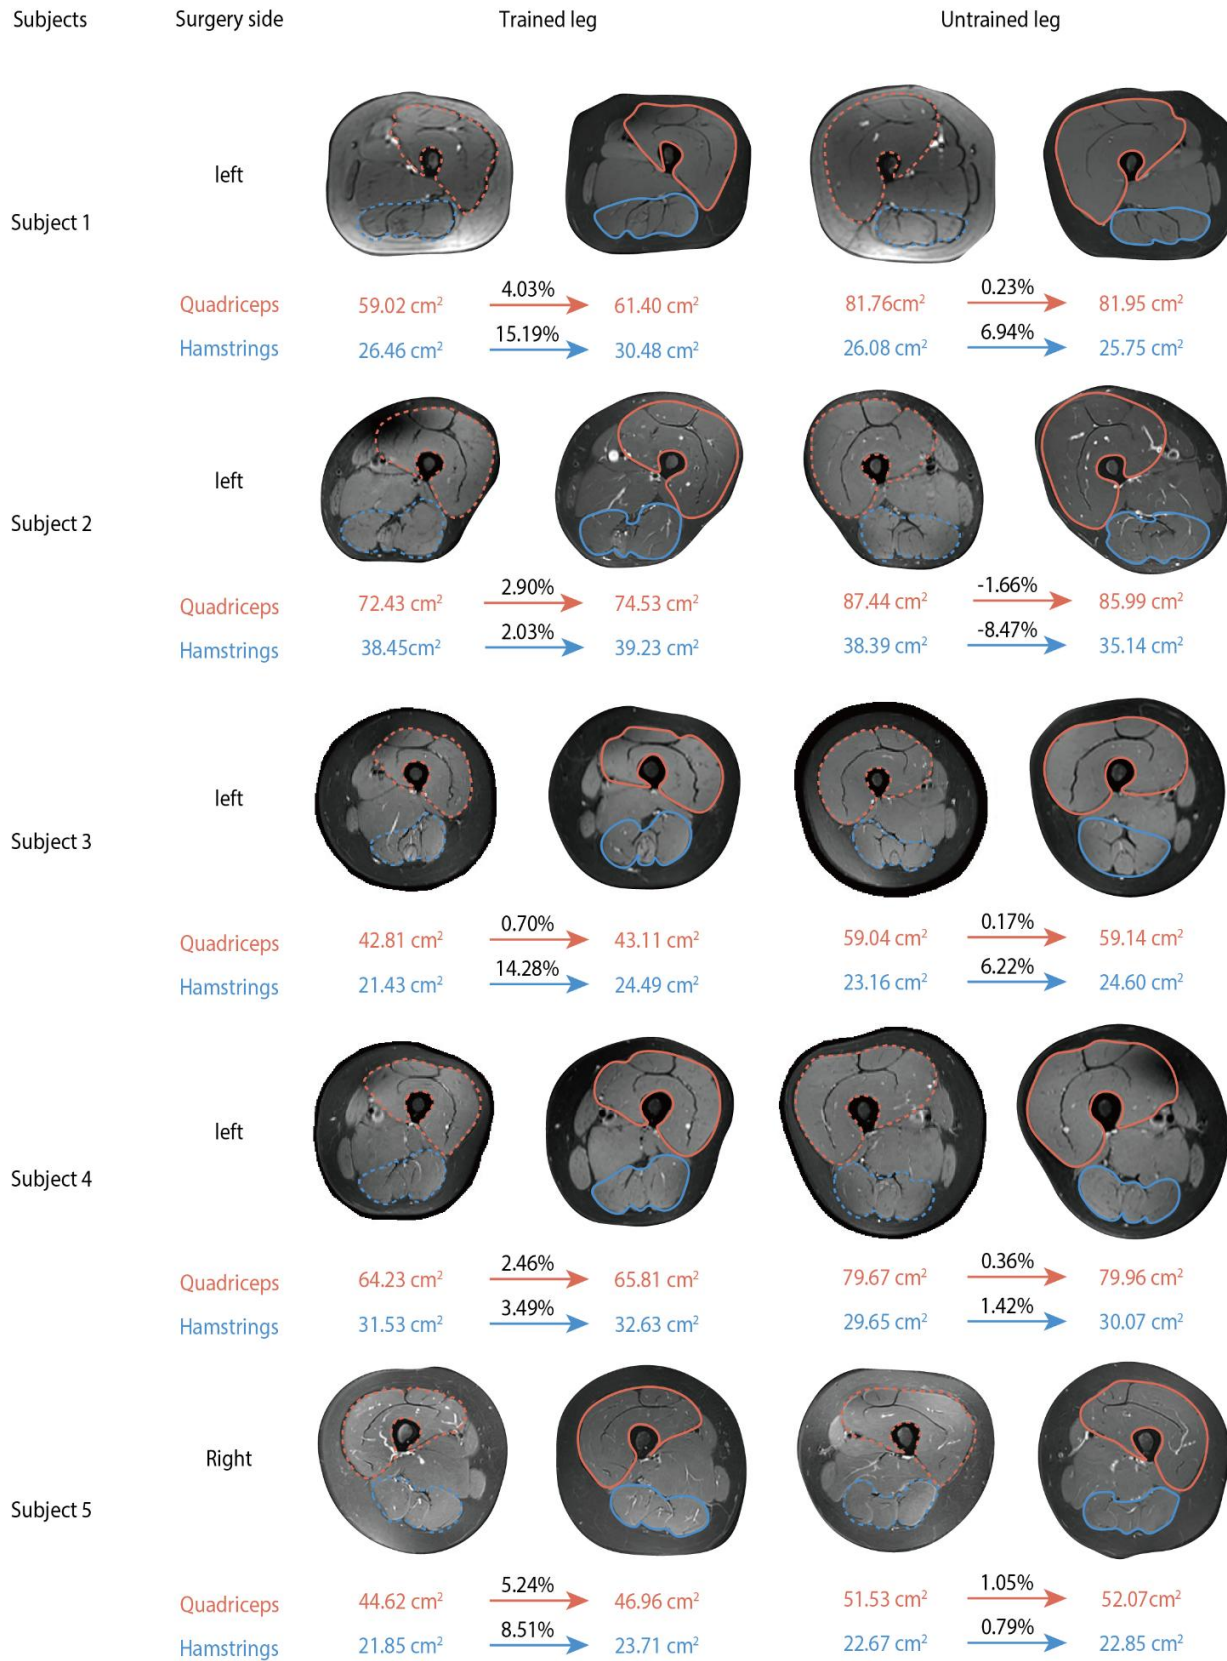 Subjects Surgery side Trained leg Untrained leg
left
Subject 1
4.03% 0.23%
Quadriceps 59.02 cm² 61.40 cm² 81.76cm² 81.95 cm²
15.19% 6.94%
Hamstrings 26.46 cm² 30.48 cm² 26.08 cm² 25.75 cm²
left
Subject 2
2.90% -1.66%
Quadriceps 72.43 cm² 74.53 cm² 87.44 cm² 85.99 cm²
2.03% -8.47%
Hamstrings 38.45cm² 39.23 cm² 38.39 cm² 35.14 cm²
left
Subject 3
0.70% 0.17%
Quadriceps 42.81 cm² 43.11 cm² 59.04 cm² 59.14 cm²
14.28% 6.22%
Hamstrings 21.43 cm² 24.49 cm² 23.16 cm² 24.60 cm²
left
Subject 4
2.46% 0.36%
Quadriceps 64.23 cm² 65.81 cm² 79.67 cm² 79.96 cm²
3.49% 1.42%
Hamstrings 31.53 cm² 32.63 cm² 29.65 cm² 30.07 cm²
Right
Subject 5
5.24% 1.05%
Quadriceps 44.62 cm² 46.96 cm² 51.53 cm² 52.07cm²
8.51% 0.79%
Hamstrings 21.85 cm² 23.71 cm² 22.67 cm² 22.85 cm²